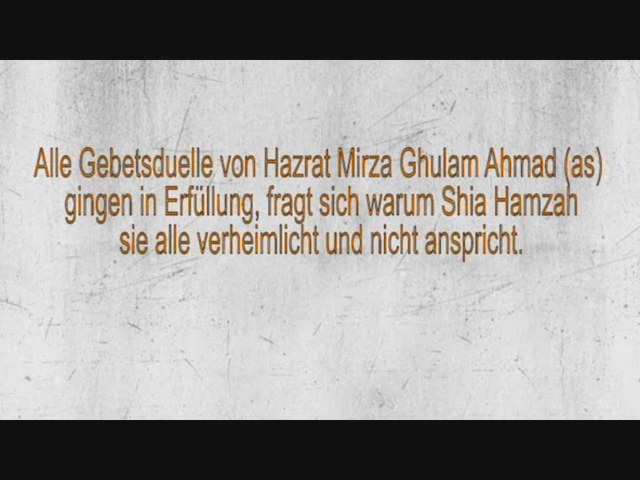 Alle Gebetsduelle von Hazrat Mirza Ghulam Ahmad (as)
gingen in Erfüllung, fragt sich warum Shia Hamzah
sie alle verheimlicht und nicht anspricht.